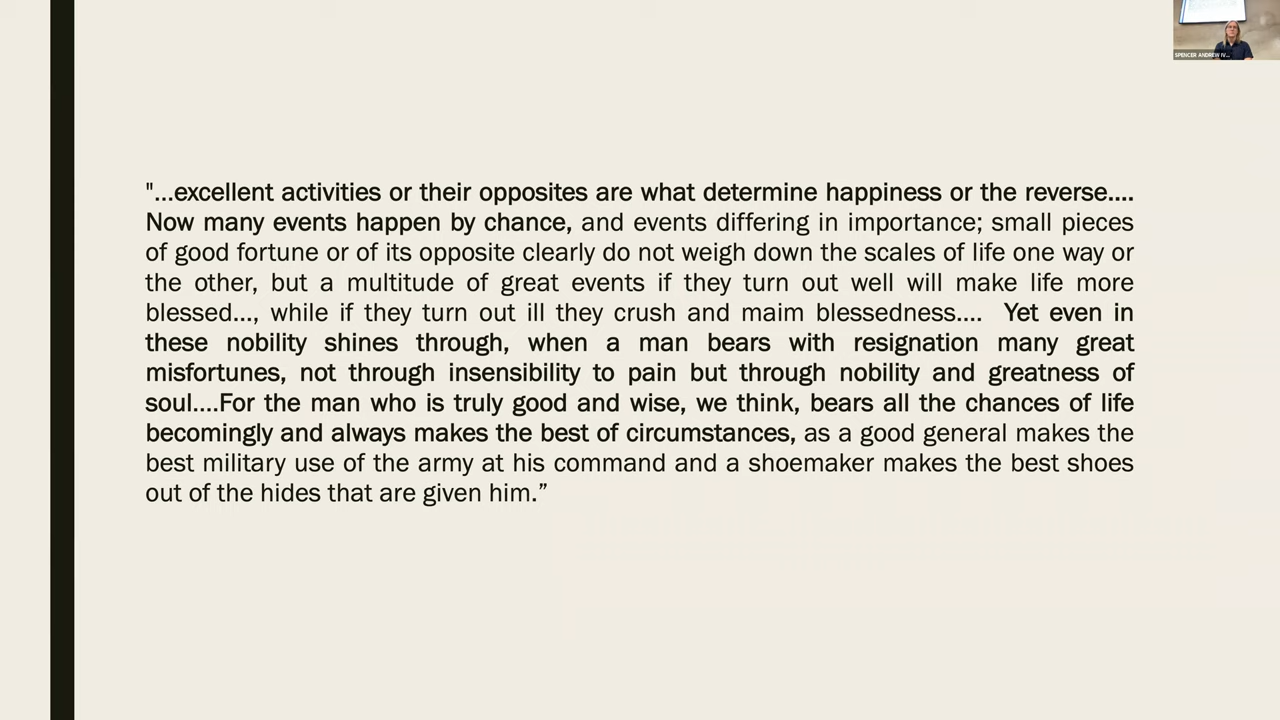 "...excellent activities or their opposites are what determine happiness or the reverse....
Now many events happen by chance, and events differing in importance; small pieces
of good fortune or of its opposite clearly do not weigh down the scales of life one way or
the other, but a multitude of great events if they turn out well will make life more
blessed..., while if they turn out ill they crush and maim blessedness.... Yet even in
these nobility shines through, when a man bears with resignation many great
misfortunes, not through insensibility to pain but through nobility and greatness of
soul....For the man who is truly good and wise, we think, bears all the chances of life
becomingly and always makes the best of circumstances, as a good general makes the
best military use of the army at his command and a shoemaker makes the best shoes
out of the hides that are given him.”
SPENCER ANDREW IV...